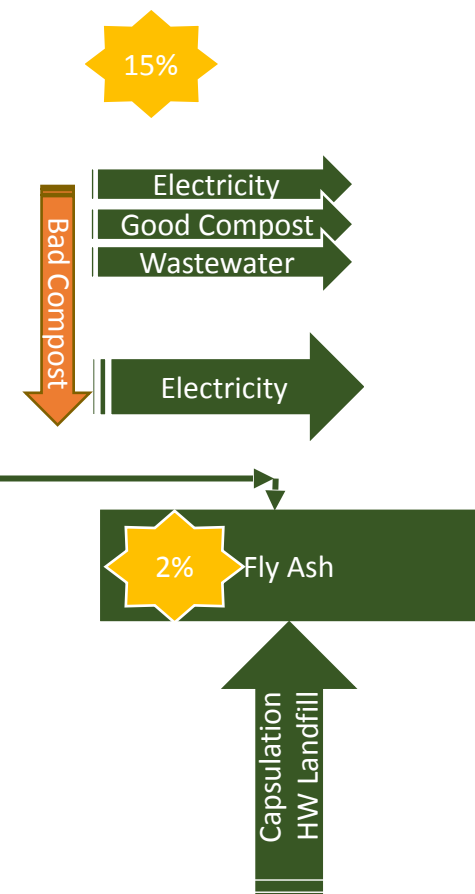 15%
Electricity
Good Compost
Wastewater
Bad Compost
Electricity
2%
Fly Ash
Capsulation
HW Landfill